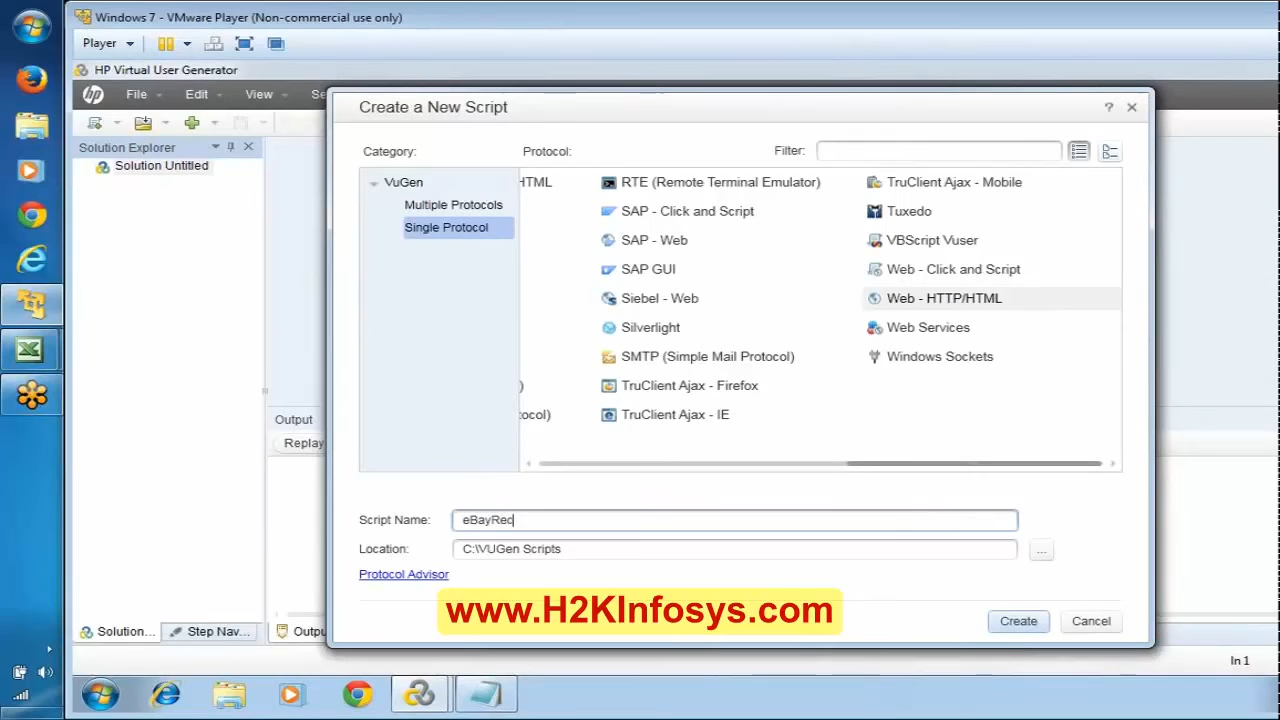 Windows 7 - VMware Player (Non-commercial use only)
Player
HP Virtual User Generator
hp File Edit View Se
Create a New Script
?
Solution Explorer
Solution Untitled
Category: Protocol: Filter:
VuGen
Multiple Protocols
Single Protocol
HTML
)
ocol)
RTE (Remote Terminal Emulator)
SAP - Click and Script
SAP - Web
SAP GUI
Siebel - Web
Silverlight
SMTP (Simple Mail Protocol)
TruClient Ajax - Firefox
TruClient Ajax - IE
TruClient Ajax - Mobile
Tuxedo
VBScript Vuser
Web - Click and Script
Web - HTTP/HTML
Web Services
Windows Sockets
Output
Replay
Script Name: eBayRec
Location: C:\VUGen Scripts ...
Protocol Advisor
www.H2KInfosys.com
Create Cancel
Solution... Step Nav... Outpu
ln 1